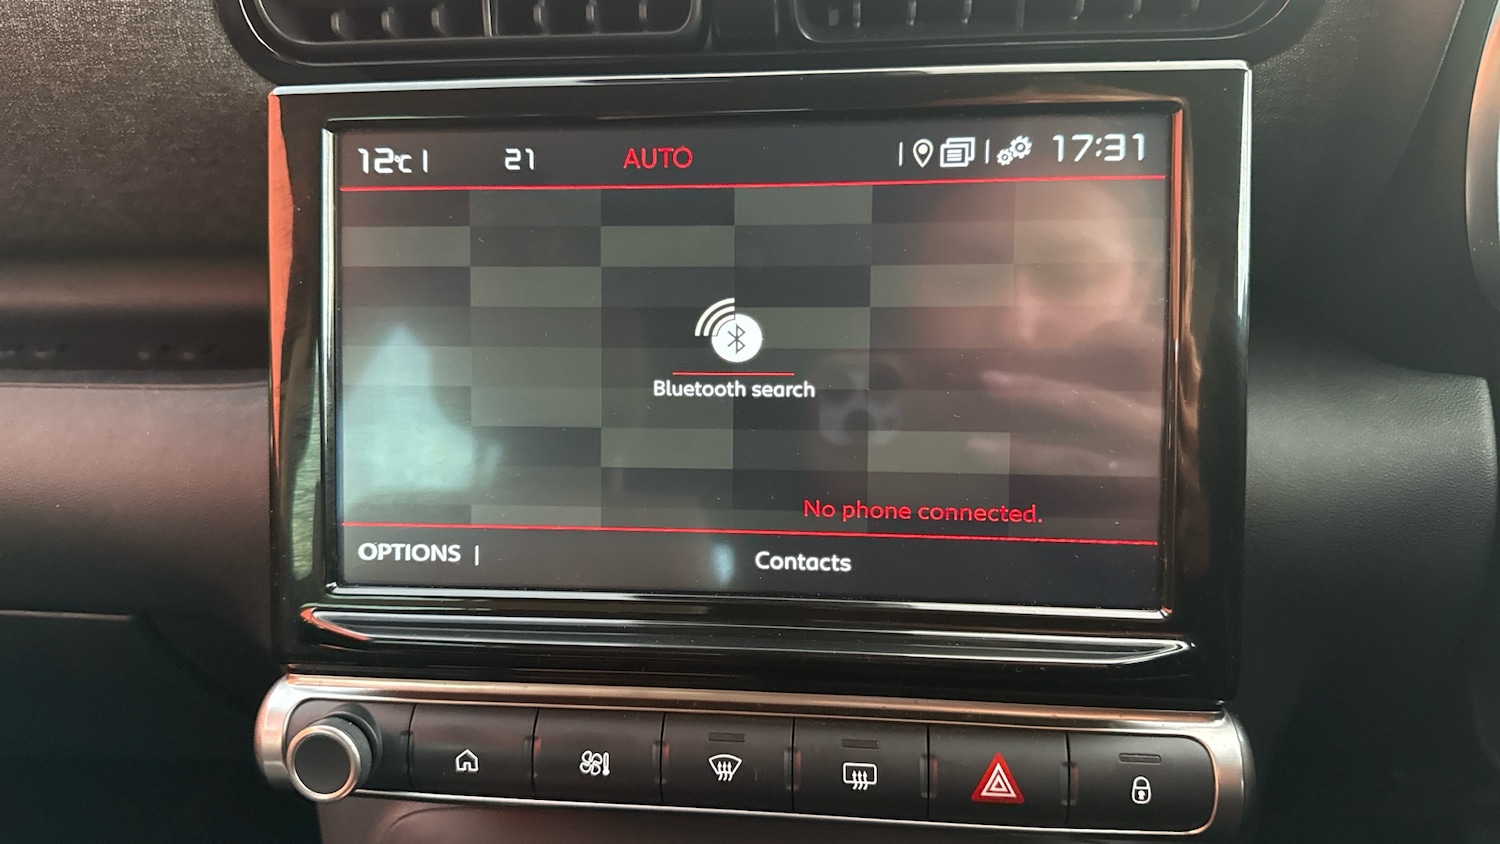 12°C 21 AUTO 17:31
Bluetooth search
No phone connected.
OPTIONS
Contacts